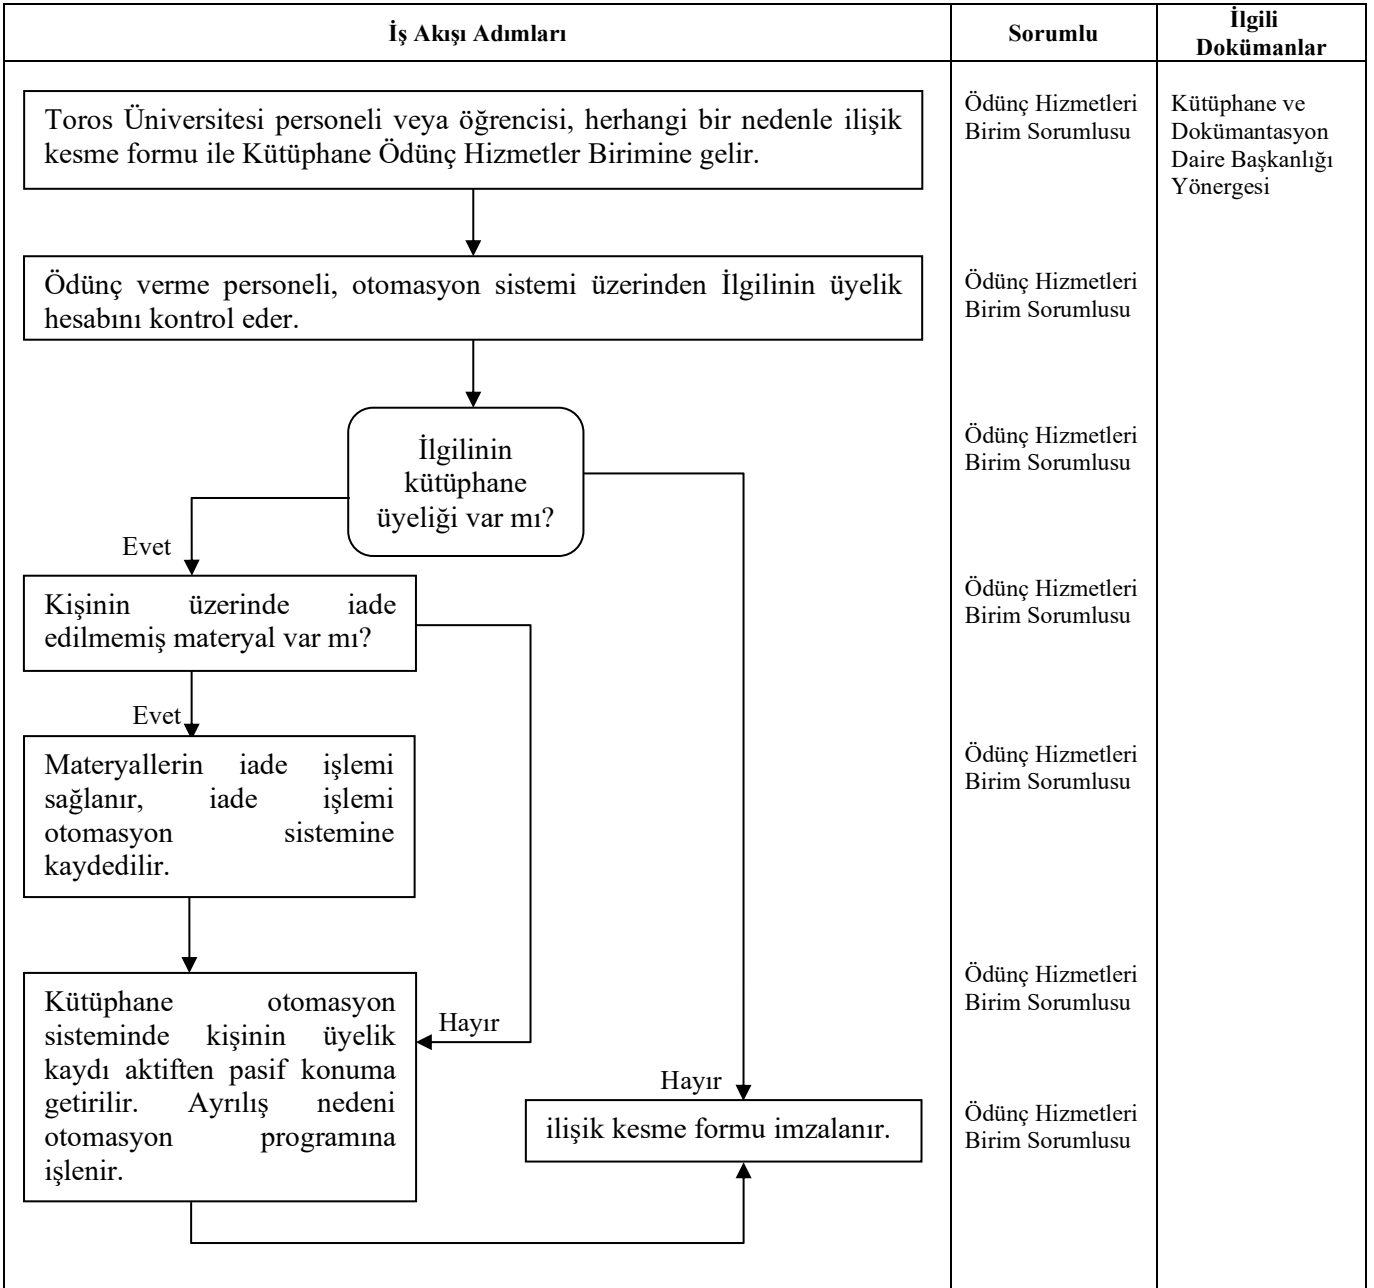 İş Akışı Adımları
Sorumlu
İlgili
Dokümanlar
Toros Üniversitesi personeli veya öğrencisi, herhangi bir nedenle ilişik
kesme formu ile Kütüphane Ödünç Hizmetler Birimine gelir.
Ödünç Hizmetleri
Birim Sorumlusu
Kütüphane ve
Dokümantasyon
Daire Başkanlığı
Yönergesi
Ödünç verme personeli, otomasyon sistemi üzerinden İlgilinin üyelik
hesabını kontrol eder.
Ödünç Hizmetleri
Birim Sorumlusu
İlgilinin
kütüphane
üyeliği var mı?
Ödünç Hizmetleri
Birim Sorumlusu
Evet
Kişinin üzerinde iade
edilmemiş materyal var mı?
Ödünç Hizmetleri
Birim Sorumlusu
Evet
Materyallerin iade işlemi
sağlanır, iade işlemi
otomasyon sistemine
kaydedilir.
Ödünç Hizmetleri
Birim Sorumlusu
Kütüphane otomasyon
sisteminde kişinin üyelik
kaydı aktiften pasif konuma
getirilir. Ayrılış nedeni
otomasyon programına
işlenir.
Hayır
Ödünç Hizmetleri
Birim Sorumlusu
Hayır
ilişik kesme formu imzalanır.
Ödünç Hizmetleri
Birim Sorumlusu